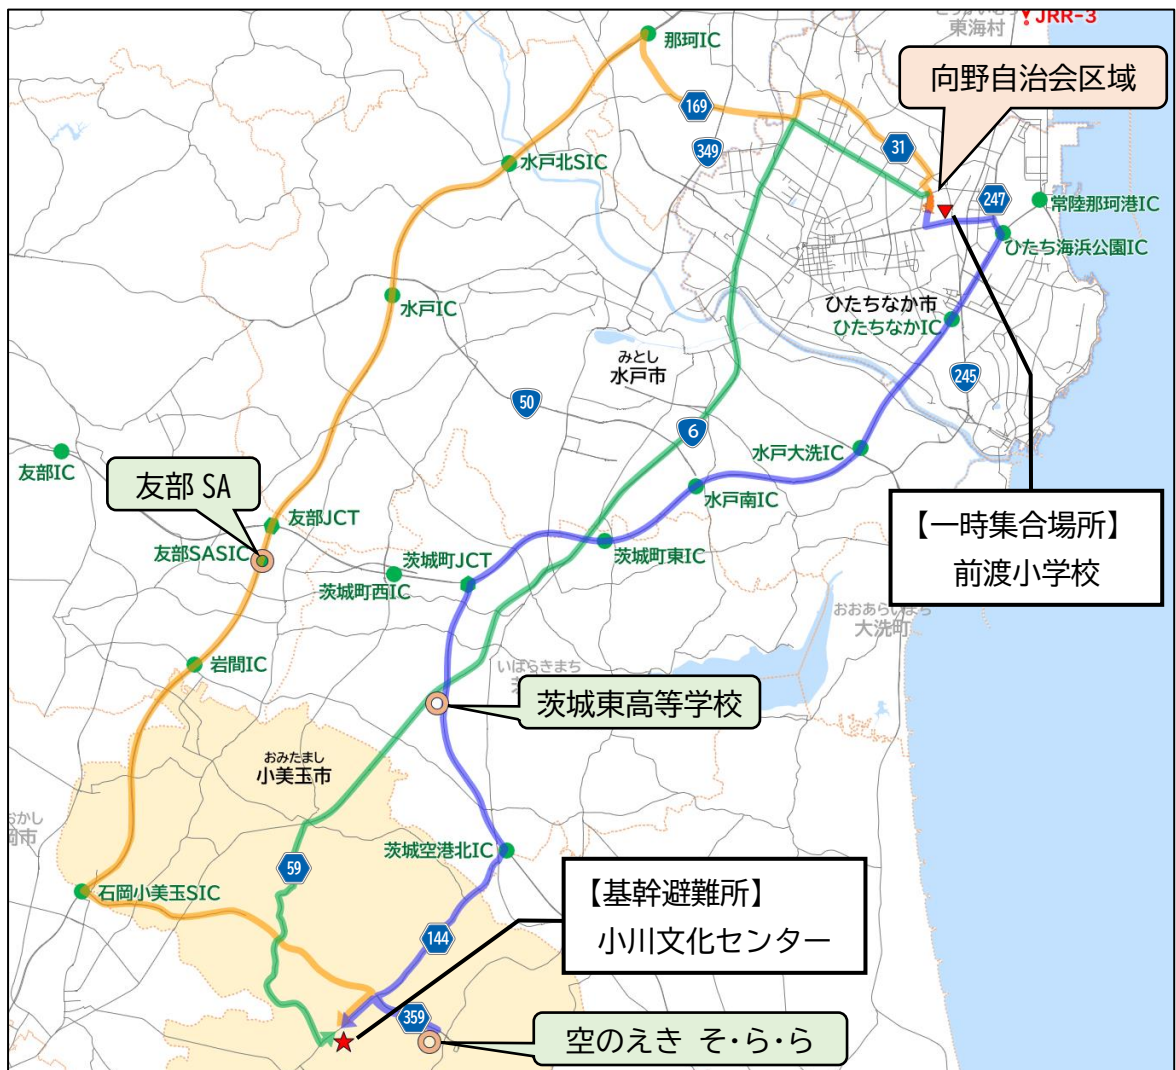 東海村
JRR-3
那珂IC
向野自治会区域
169
31
349
水戸北SIC
247
常陸那珂港IC
ひたち海浜公園IC
水戸IC
ひたちなか市
ひたちなかIC
みとし
水戸市
50
245
6
友部IC
水戸大洗IC
友部 SA
水戸南IC
【一時集合場所】
前渡小学校
友部JCT
友部SASIC
茨城町JCT
茨城町東IC
茨城町西IC
おおあらいまち
大洗町
岩間IC
いばらきまち
茨城東高等学校
おみたまし
小美玉市
おかし
岡市
59
茨城空港北IC
石岡小美玉SIC
【基幹避難所】
小川文化センター
144
359
空のえき そ・ら・ら